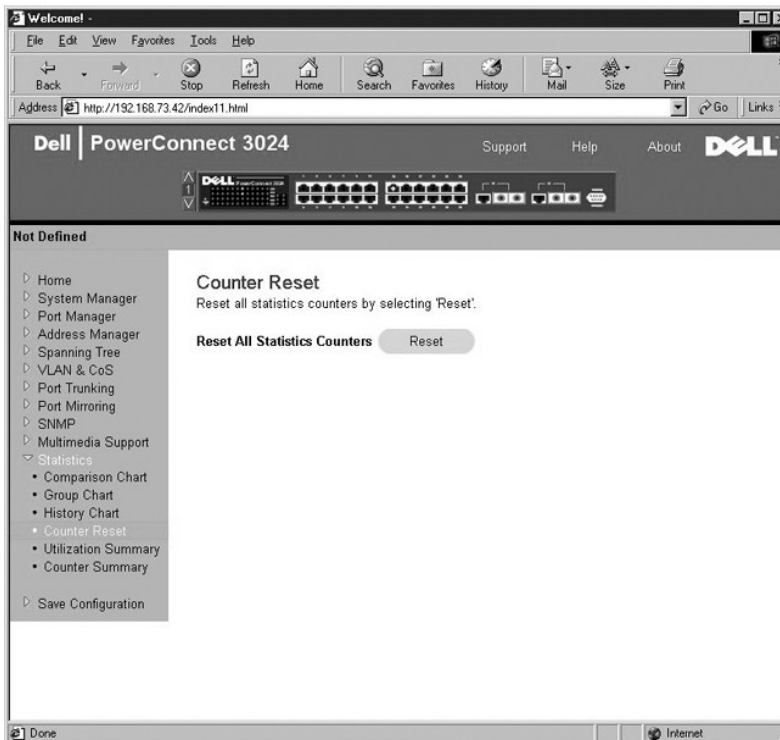 Welcome! -
File Edit View Favorites Tools Help
Back Forward Stop Refresh Home Search Favorites History Mail Size Print
Address http://192.168.73.42/index11.html Go Links
Dell PowerConnect 3024 Support Help About DELL
DELL
1
Not Defined
Home
System Manager
Port Manager
Address Manager
Spanning Tree
VLAN & CoS
Port Trunking
Port Mirroring
SNMP
Multimedia Support
Statistics
• Comparison Chart
• Group Chart
• History Chart
• Counter Reset
• Utilization Summary
• Counter Summary
Save Configuration
Counter Reset
Reset all statistics counters by selecting 'Reset'.
Reset All Statistics Counters Reset
Done Internet